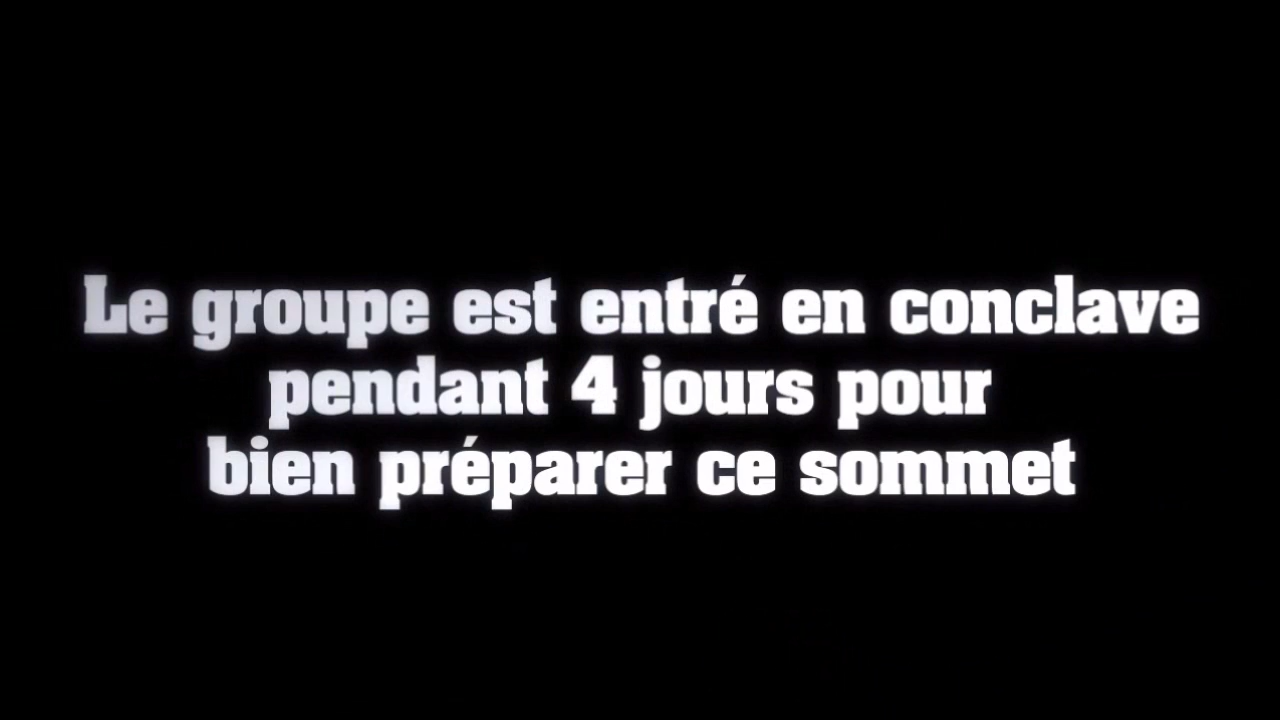 Le groupe est entré en conclave
pendant 4 jours pour
bien préparer ce sommet